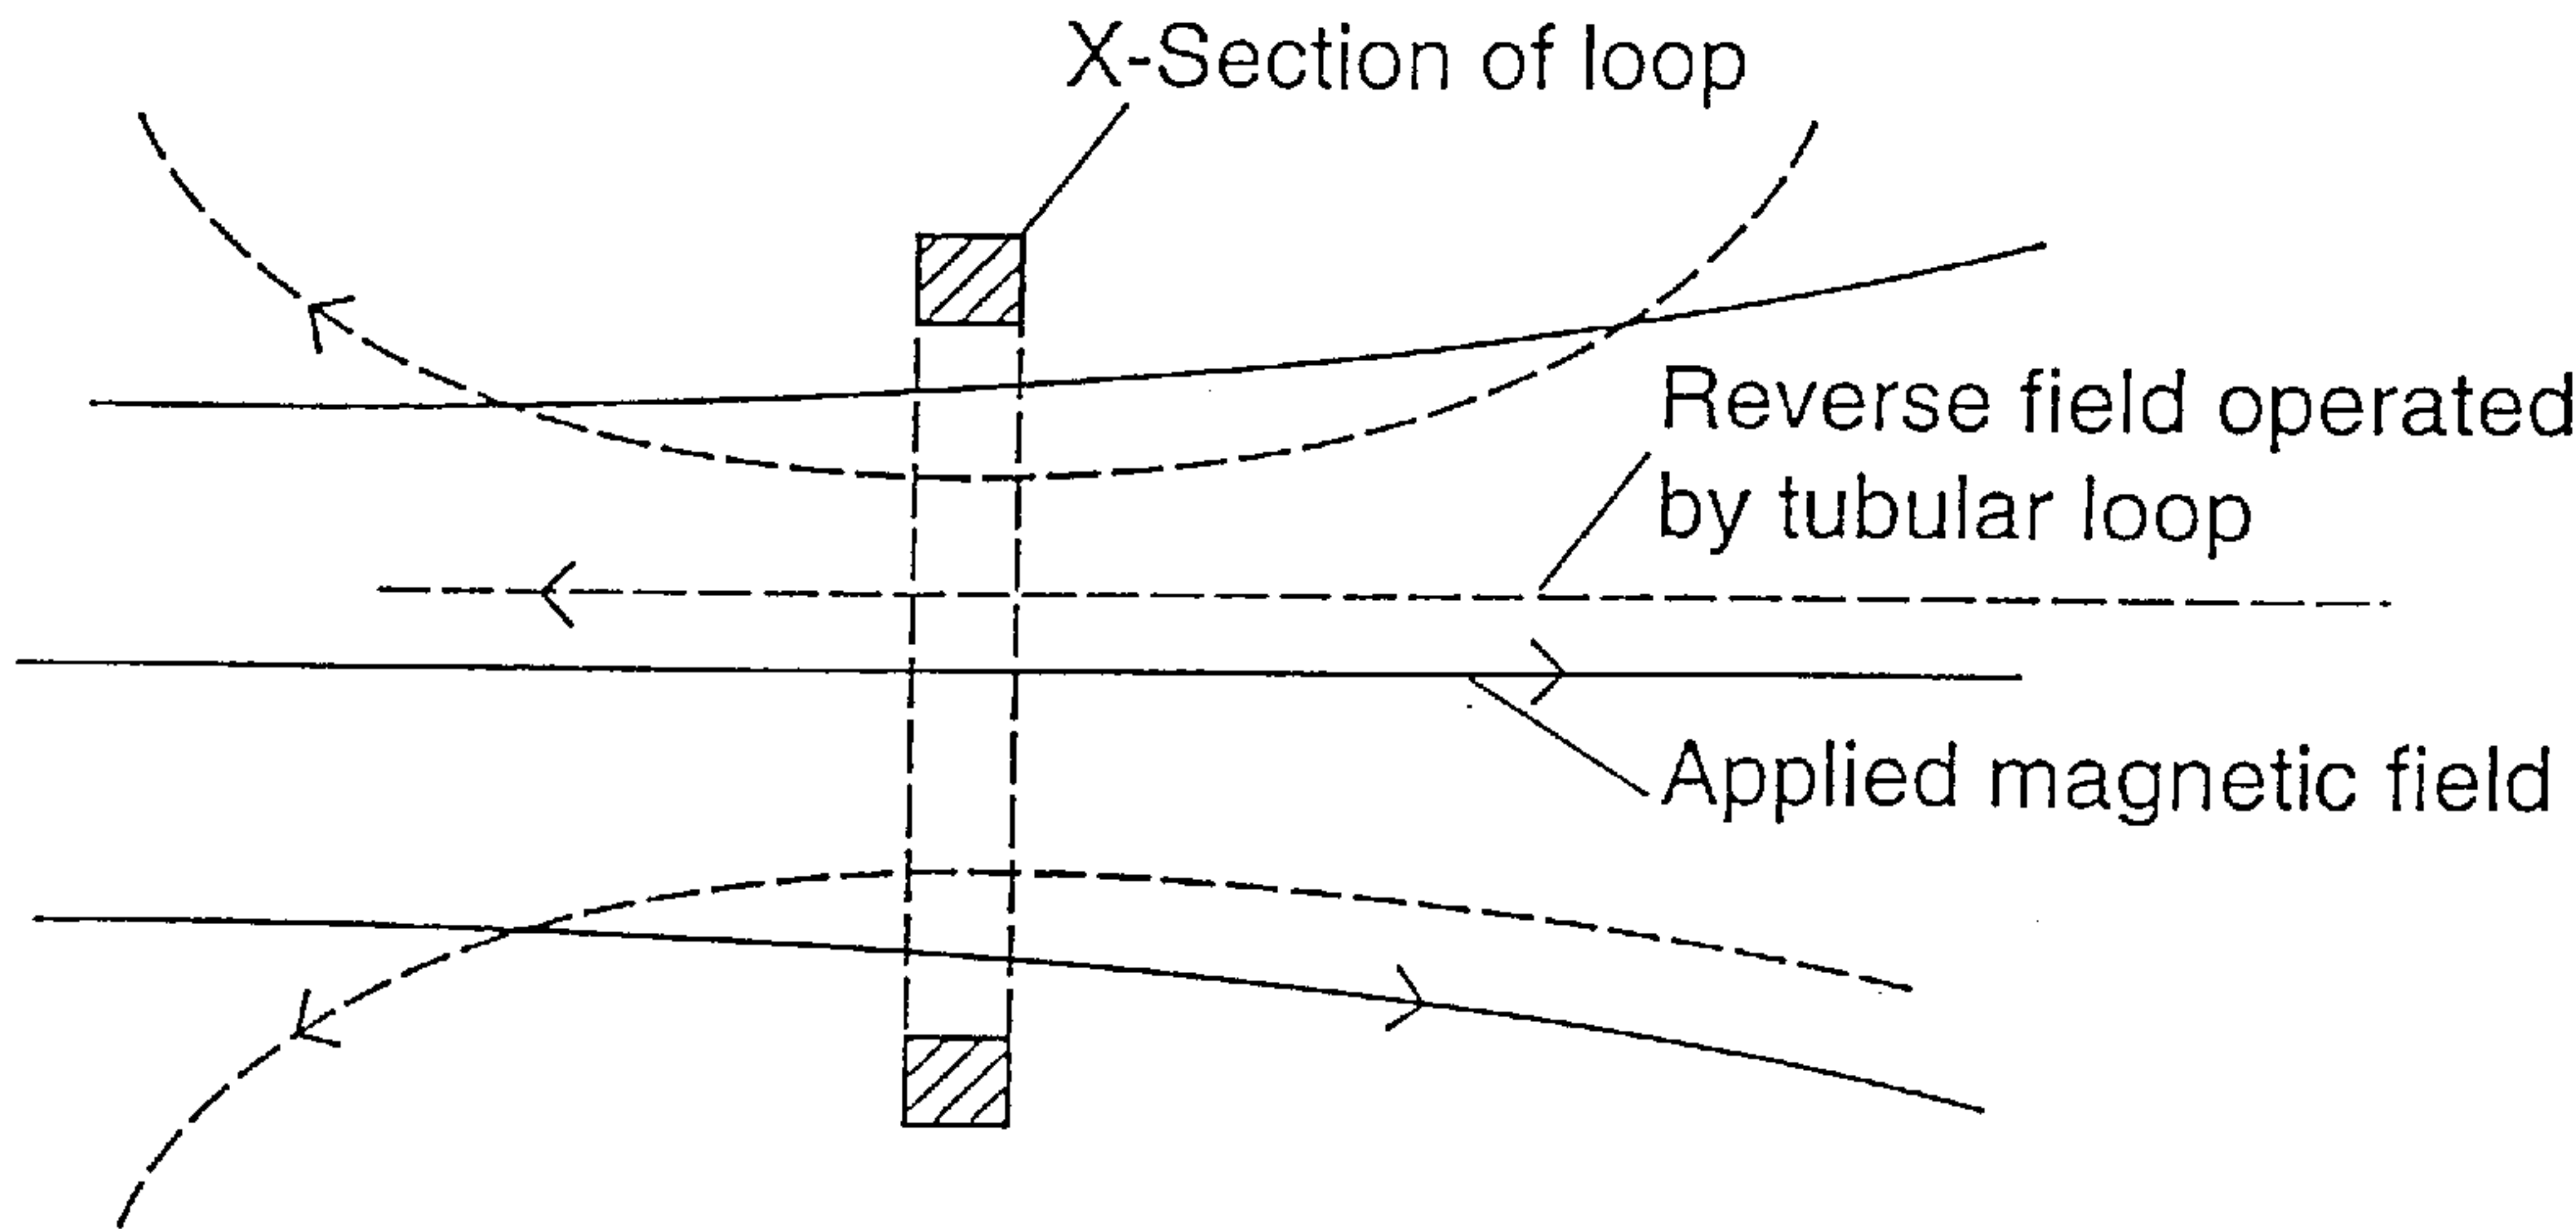 X-Section of loop
Reverse field operated
by tubular loop
Applied magnetic field